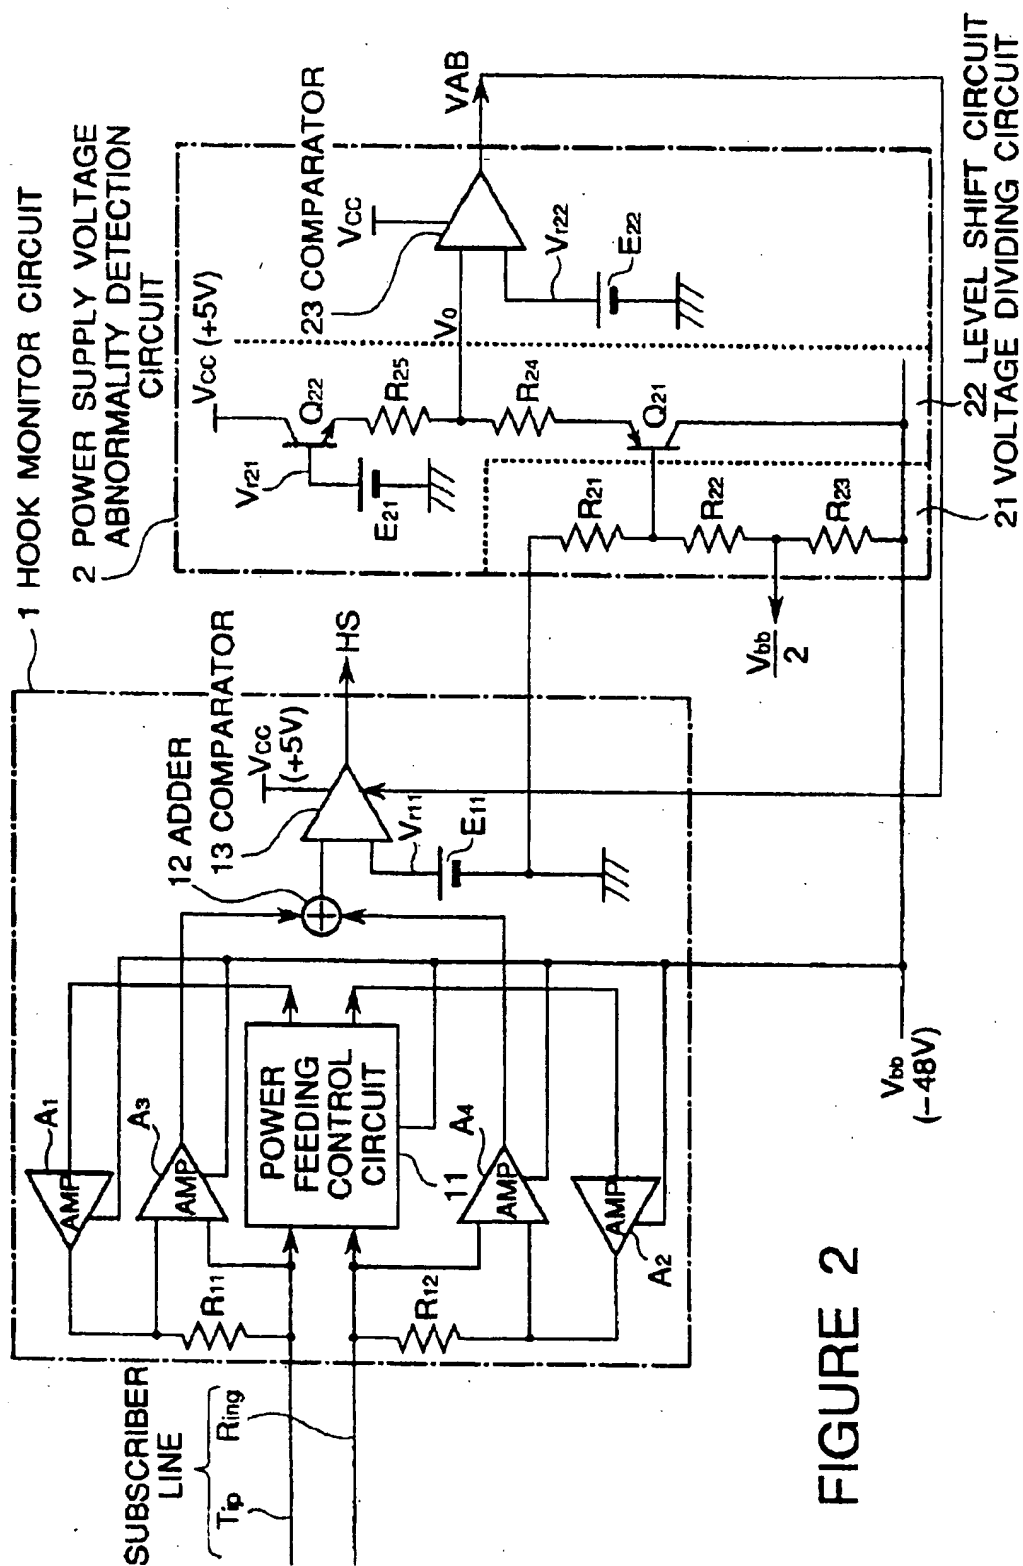 1 HOOK MONITOR CIRCUIT
2 POWER SUPPLY VOLTAGE
ABNORMALITY DETECTION
CIRCUIT
SUBSCRIBER
LINE
Tip
Ring
A1
AMP
A3
AMP
R11
POWER
FEEDING
CONTROL
CIRCUIT
11
R12
A4
AMP
A2
AMP
12 ADDER
13 COMPARATOR
Vcc
(+5V)
HS
Vr11
E11
Vcc (+5V)
Vr21
Q22
E21
R25
V0
R24
Q21
R21
R22
R23
Vbb
2
23 COMPARATOR
Vcc
VAB
Vr22
E22
22 LEVEL SHIFT CIRCUIT
21 VOLTAGE DIVIDING CIRCUIT
Vbb
(-48V)
FIGURE 2